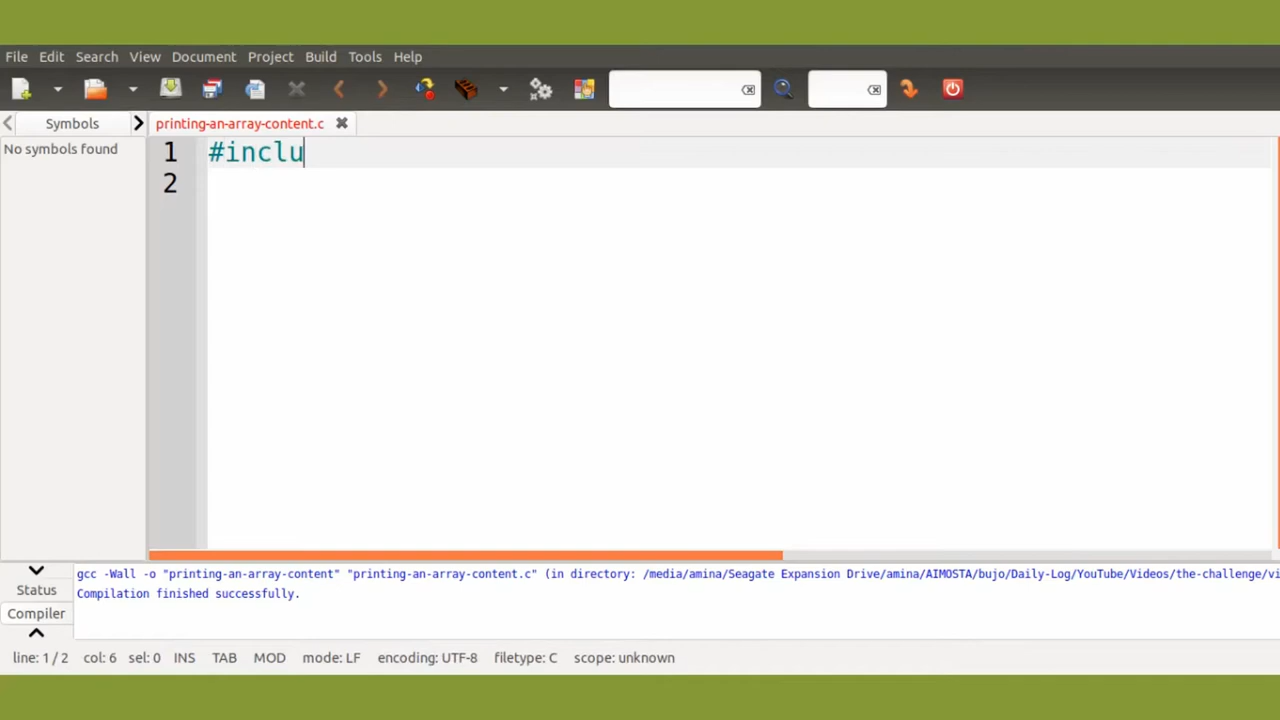 File Edit Search View Document Project Build Tools Help
Symbols printing-an-array-content.c
No symbols found
1 #inclu
2
gcc -Wall -o "printing-an-array-content" "printing-an-array-content.c" (in directory: /media/amina/Seagate Expansion Drive/amina/AIMOSTA/bujo/Daily-Log/YouTube/Videos/the-challenge/vi
Status
Compilation finished successfully.
Compiler
line: 1 / 2 col: 6 sel: 0 INS TAB MOD mode: LF encoding: UTF-8 filetype: C scope: unknown